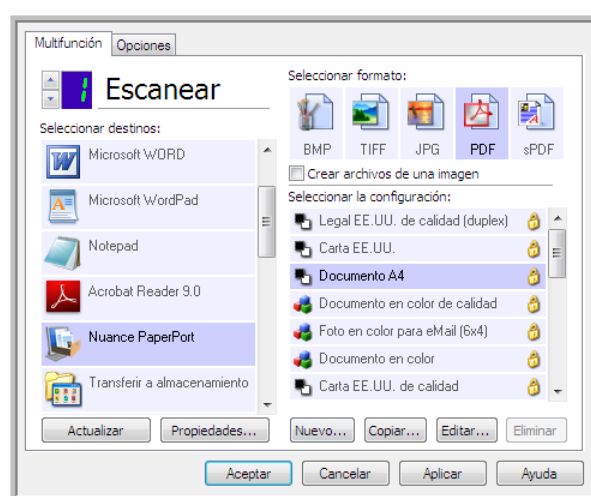 Multifunción
Opciones
1
Escanear
Seleccionar destinos:
Microsoft WORD
Microsoft WordPad
Notepad
Acrobat Reader 9.0
Nuance PaperPort
Transferir a almacenamiento
Actualizar
Propiedades...
Seleccionar formato:
BMP
TIFF
JPG
PDF
sPDF
Crear archivos de una imagen
Seleccionar la configuración:
Legal EE.UU. de calidad (duplex)
Carta EE.UU.
Documento A4
Documento en color de calidad
Foto en color para eMail (6x4)
Documento en color
Carta EE.UU. de calidad
Nuevo...
Copiar...
Editar...
Eliminar
Aceptar
Cancelar
Aplicar
Ayuda